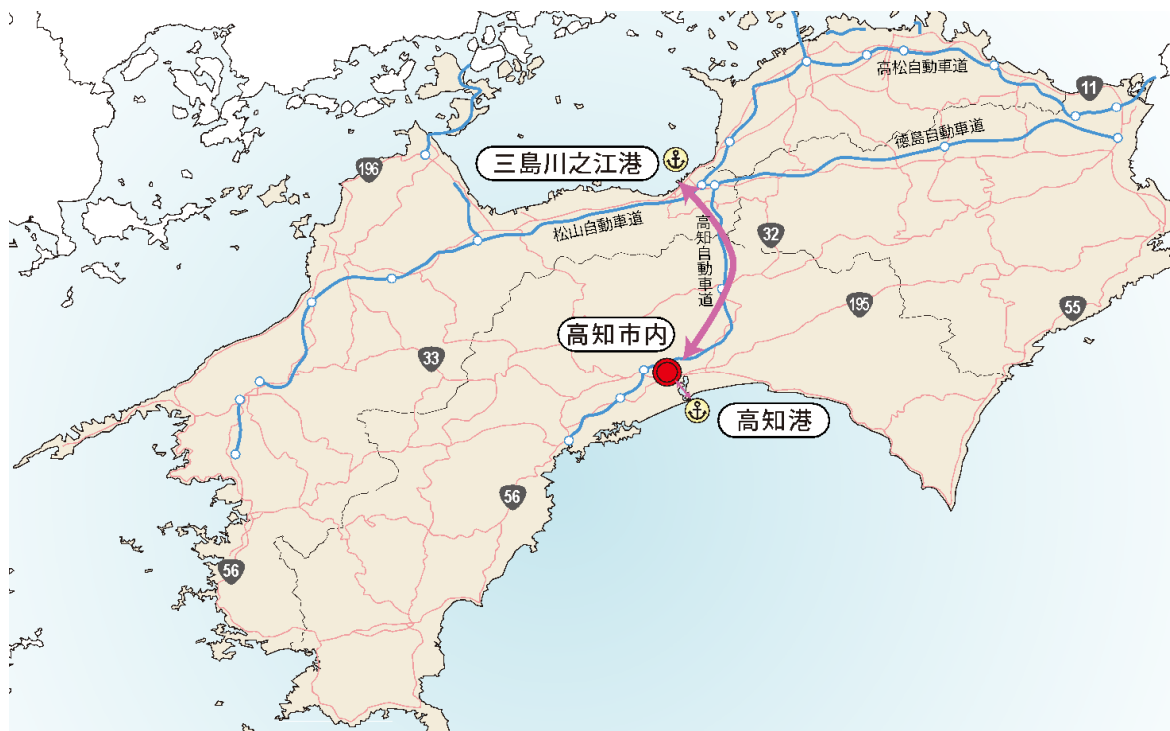 高松自動車道
11
徳島自動車道
三島川之江港
196
松山自動車道
高知自動車道
32
195
55
高知市内
33
高知港
56
56